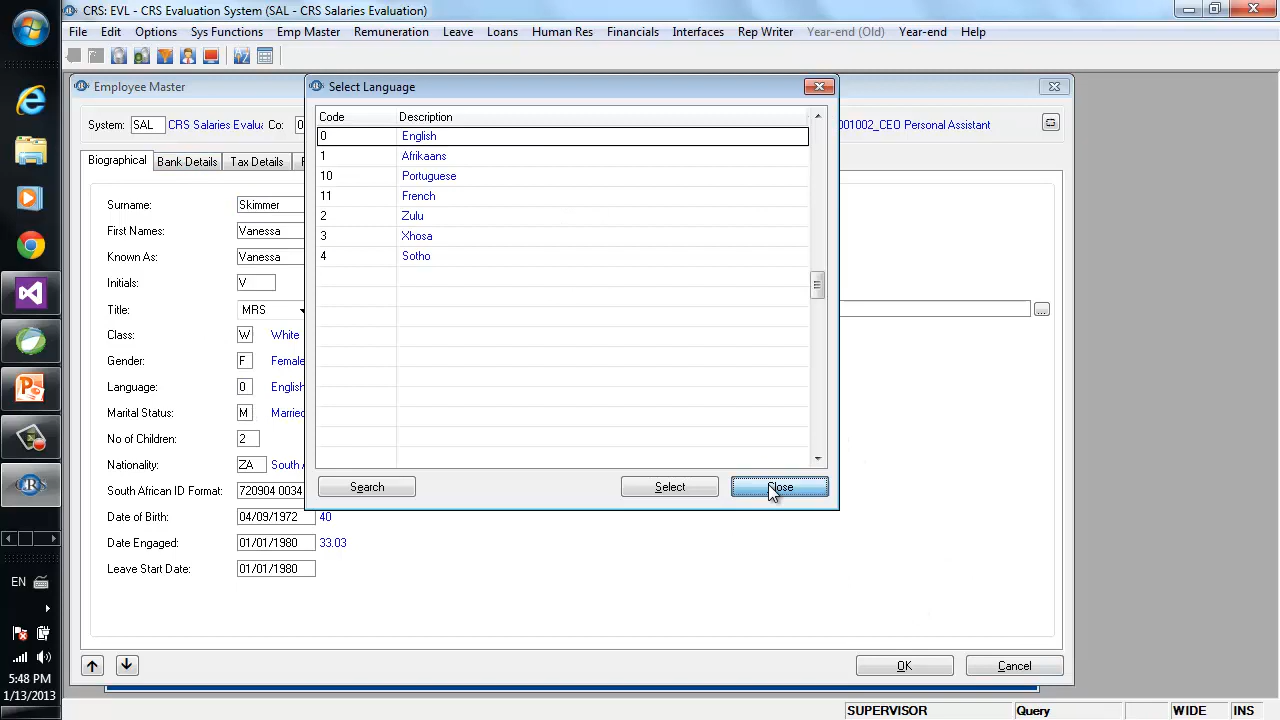 CRS: EVL - CRS Evaluation System (SAL - CRS Salaries Evaluation)
File Edit Options Sys Functions Emp Master Remuneration Leave Loans Human Res Financials Interfaces Rep Writer Year-end (Old) Year-end Help
Employee Master
Select Language
System: SAL CRS Salaries Evalu Co: 0
001002_CEO Personal Assistant
Biographical Bank Details Tax Details
Code Description
0 English
1 Afrikaans
10 Portuguese
11 French
2 Zulu
3 Xhosa
4 Sotho
Search Select Close
Surname: Skimmer
First Names: Vanessa
Known As: Vanessa
Initials: V
Title: MRS
...
Class: W White
Gender: F Female
Language: 0 English
Marital Status: M Married
No of Children: 2
Nationality: ZA South A
South African ID Format: 720904 0034
Date of Birth: 04/09/1972 40
Date Engaged: 01/01/1980 33.03
Leave Start Date: 01/01/1980
OK Cancel
EN
5:48 PM
1/13/2013
SUPERVISOR Query WIDE INS